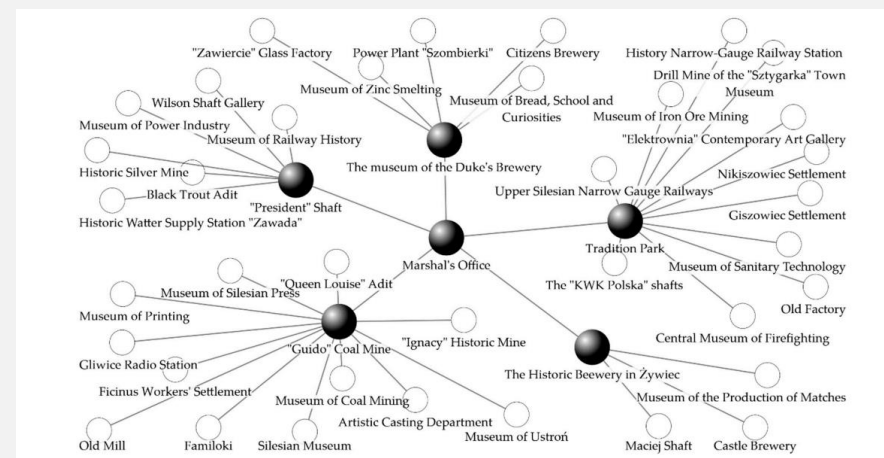 "Zawiercie" Glass Factory
Power Plant "Szombierki"
Citizens Brewery
History Narrow-Gauge Railway Station
Museum of Zinc Smelting
Drill Mine of the "Sztygarka" Town
Museum
Wilson Shaft Gallery
Museum of Bread, School and
Curiosities
Museum of Iron Ore Mining
Museum of Power Industry
Museum of Railway History
"Elektrownia" Contemporary Art Gallery
The museum of the Duke's Brewery
Historic Silver Mine
Nikiszowiec Settlement
Black Trout Adit
Upper Silesian Narrow Gauge Railways
"President" Shaft
Giszowiec Settlement
Historic Watter Supply Station "Zawada"
Tradition Park
Marshal's Office
Museum of Sanitary Technology
"Queen Louise" Adit
The "KWK Polska" shafts
Museum of Silesian Press
Old Factory
Museum of Printing
Central Museum of Firefighting
"Ignacy" Historic Mine
"Guido" Coal Mine
Gliwice Radio Station
The Historic Beewery in Żywiec
Ficinus Workers' Settlement
Museum of the Production of Matches
Museum of Coal Mining
Artistic Casting Department
Museum of Ustroń
Old Mill
Familoki
Silesian Museum
Maciej Shaft
Castle Brewery